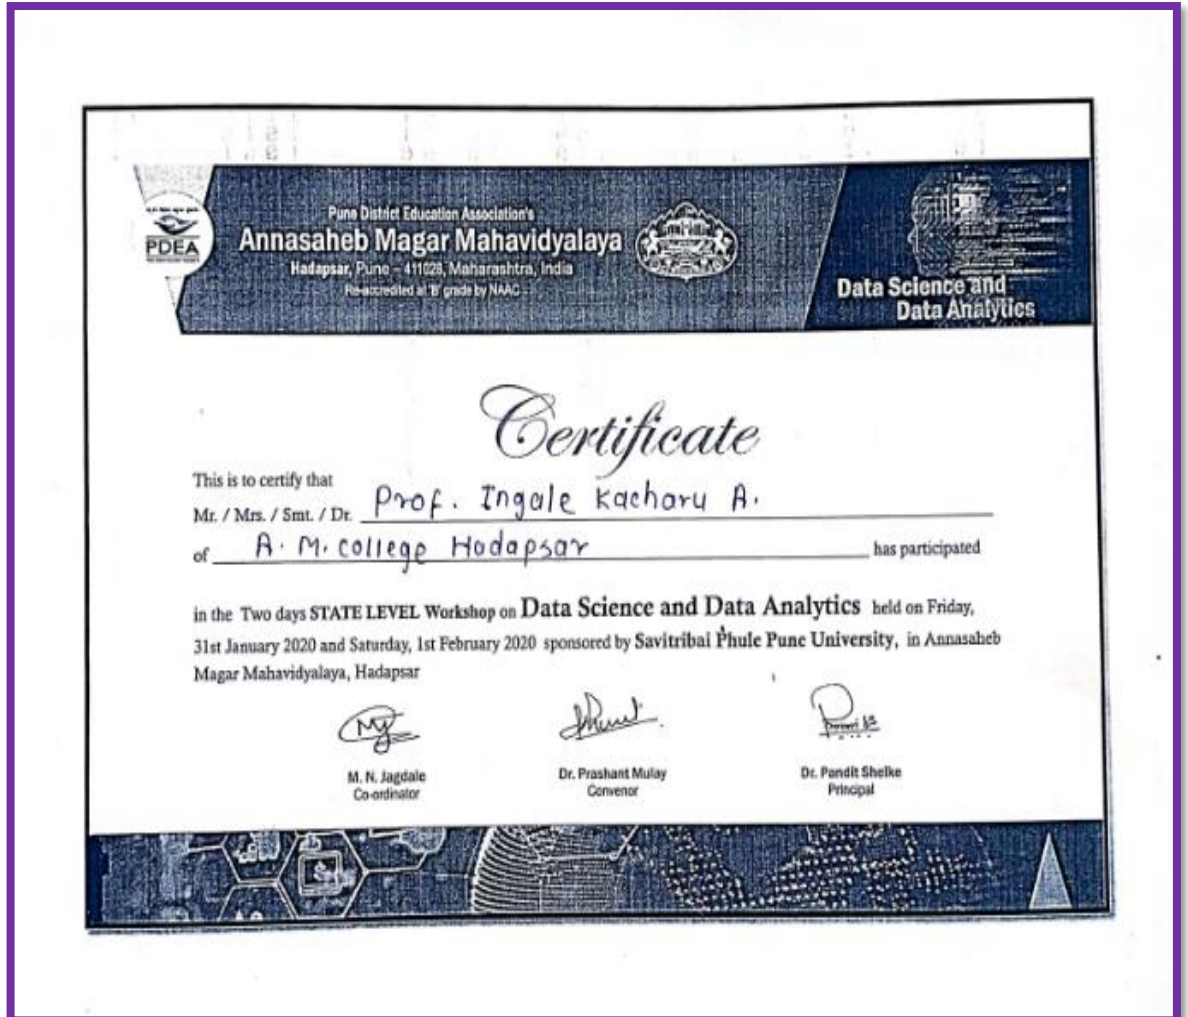 PDEA
Pune District Education Association's
Annasaheb Magar Mahavidyalaya
Hadapsar, Pune – 411028, Maharashtra, India
Re-accredited at 'B' grade by NAAC
Data Science and
Data Analytics
Certificate
This is to certify that
Mr. / Mrs. / Smt. / Dr. Prof. Ingale Kacharu A.
of A. M. College Hadapsar has participated
in the Two days STATE LEVEL Workshop on Data Science and Data Analytics held on Friday,
31st January 2020 and Saturday, 1st February 2020 sponsored by Savitribai Phule Pune University, in Annasaheb
Magar Mahavidyalaya, Hadapsar
M. N. Jagdale
Co-ordinator
Dr. Prashant Mulay
Convenor
Dr. Pandit Shelke
Principal